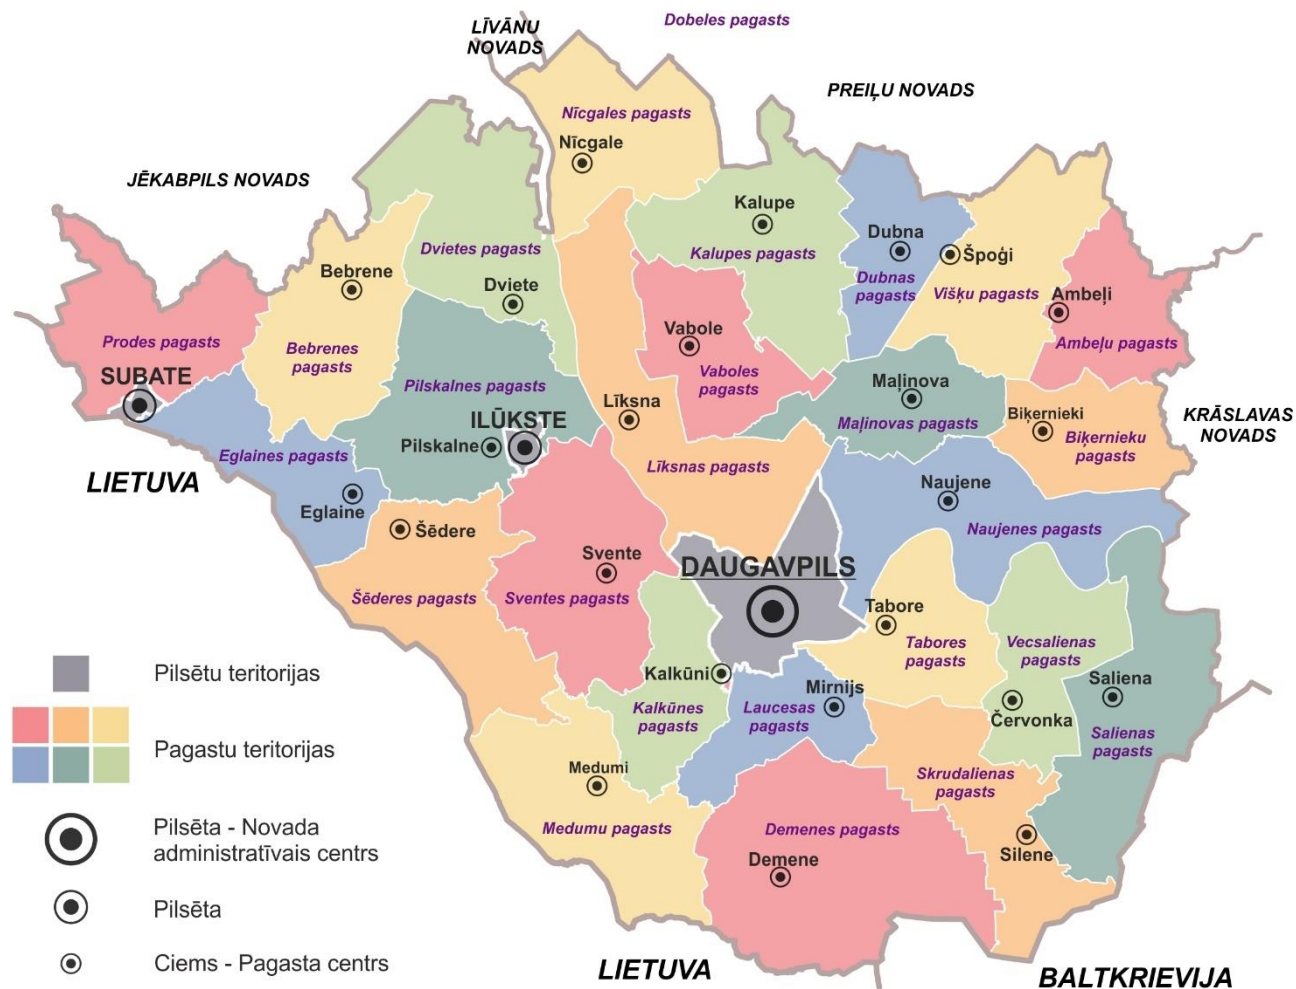 Dobeles pagasts
LĪVĀNU
NOVADS
PREIĻU NOVADS
Nīcgales pagasts
Nīcgale
JĒKABPILS NOVADS
Kalupe
Kalupes pagasts
Dubna
Dubnas
pagasts
Špoģi
Višķu pagasts
Ambeļi
Ambeļu pagasts
Dvietes pagasts
Dviete
Bebrene
Bebrenes
pagasts
Prodes pagasts
SUBATE
Pilskalnes pagasts
ILŪKSTE
Pilskalne
Vabole
Vaboles
pagasts
Līksna
Līksnas pagasts
Maļinova
Maļinovas pagasts
Biķernieki
Biķernieku
pagasts
KRĀSLAVAS
NOVADS
Eglaines pagasts
Eglaine
LIETUVA
Naujene
Naujenes pagasts
Šēdere
Šēderes pagasts
Svente
Sventes pagasts
DAUGAVPILS
Tabore
Tabores
pagasts
Vecsalienas
pagasts
Červonka
Saliena
Salienas
pagasts
Kalkūni
Kalkūnes
pagasts
Mirnijs
Laucesas
pagasts
Medumi
Medumu pagasts
Skrudalienas
pagasts
Silene
Demenes pagasts
Demene
LIETUVA
BALTKRIEVIJA
Pilsētu teritorijas
Pagastu teritorijas
Pilsēta - Novada
administratīvais centrs
Pilsēta
Ciems - Pagasta centrs